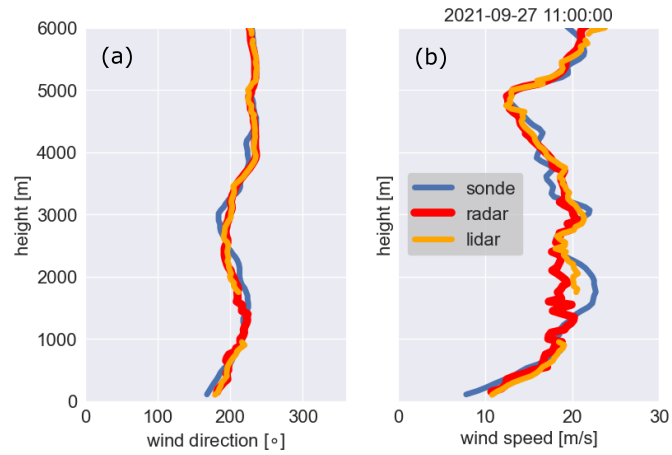 2021-09-27 11:00:00
(a)
(b)
6000
5000
4000
3000
2000
1000
0
height [m]
height [m]
sonde
radar
lidar
0 100 200 300
0 10 20 30
wind direction [∘]
wind speed [m/s]